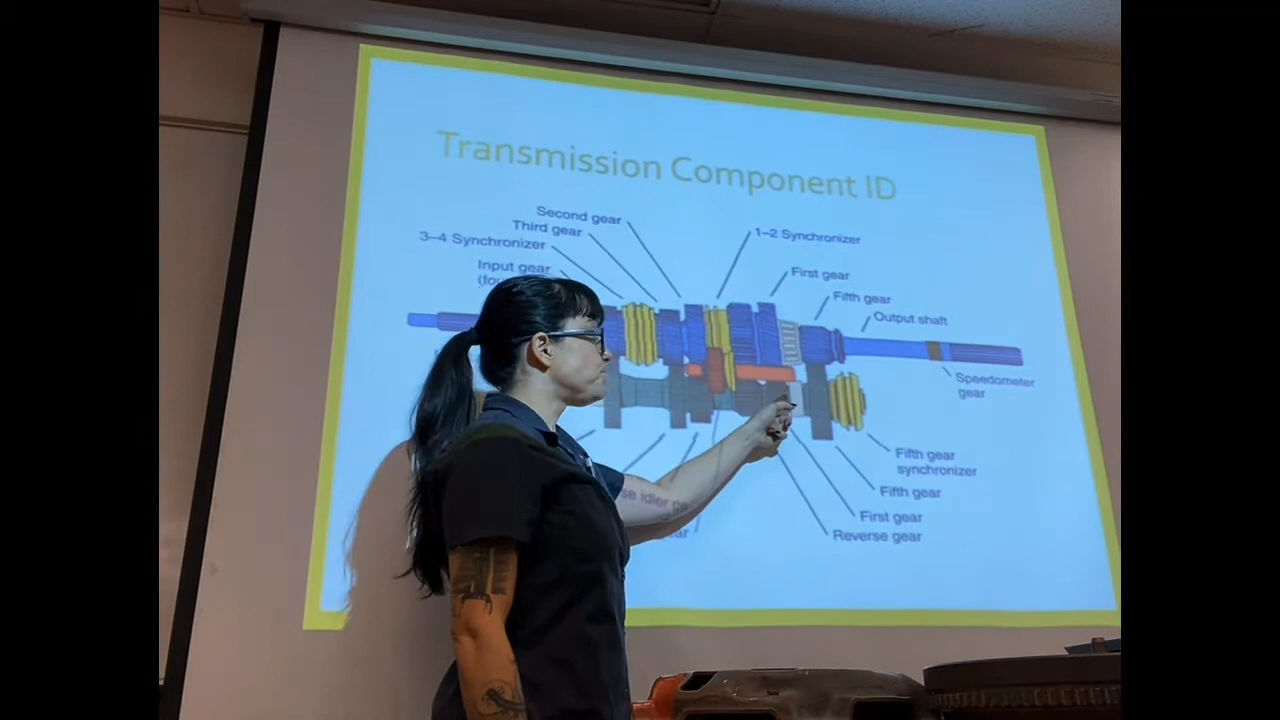 Transmission Component ID
Second gear
Third gear
3–4 Synchronizer
Input gear
1–2 Synchronizer
First gear
Fifth gear
Output shaft
Speedometer
gear
Fifth gear
synchronizer
Fifth gear
First gear
Reverse gear
idler